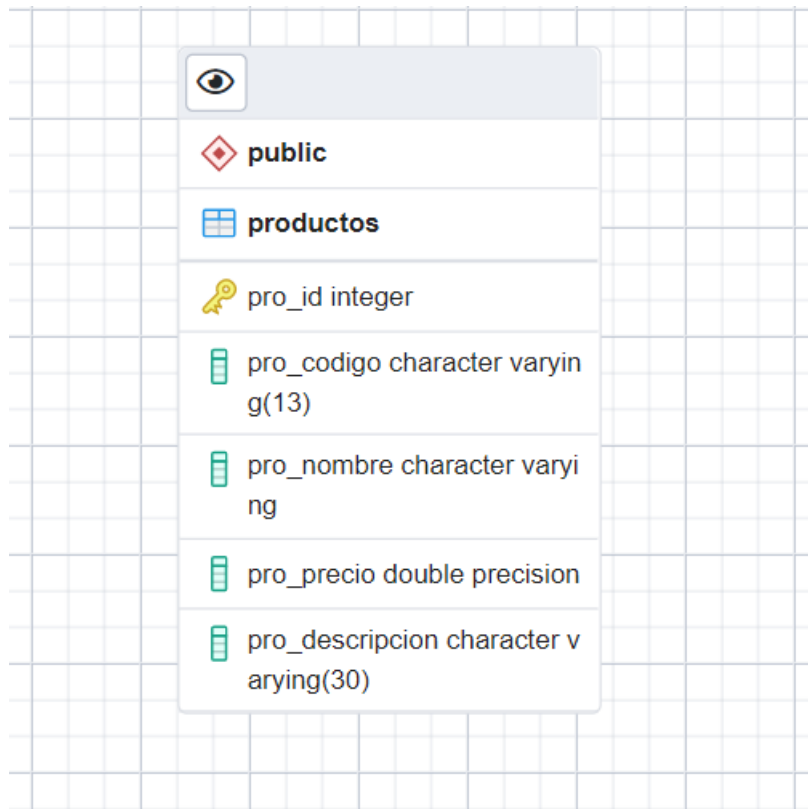 public
productos
pro_id integer
pro_codigo character varyin
g(13)
pro_nombre character varyi
ng
pro_precio double precision
pro_descripcion character v
arying(30)